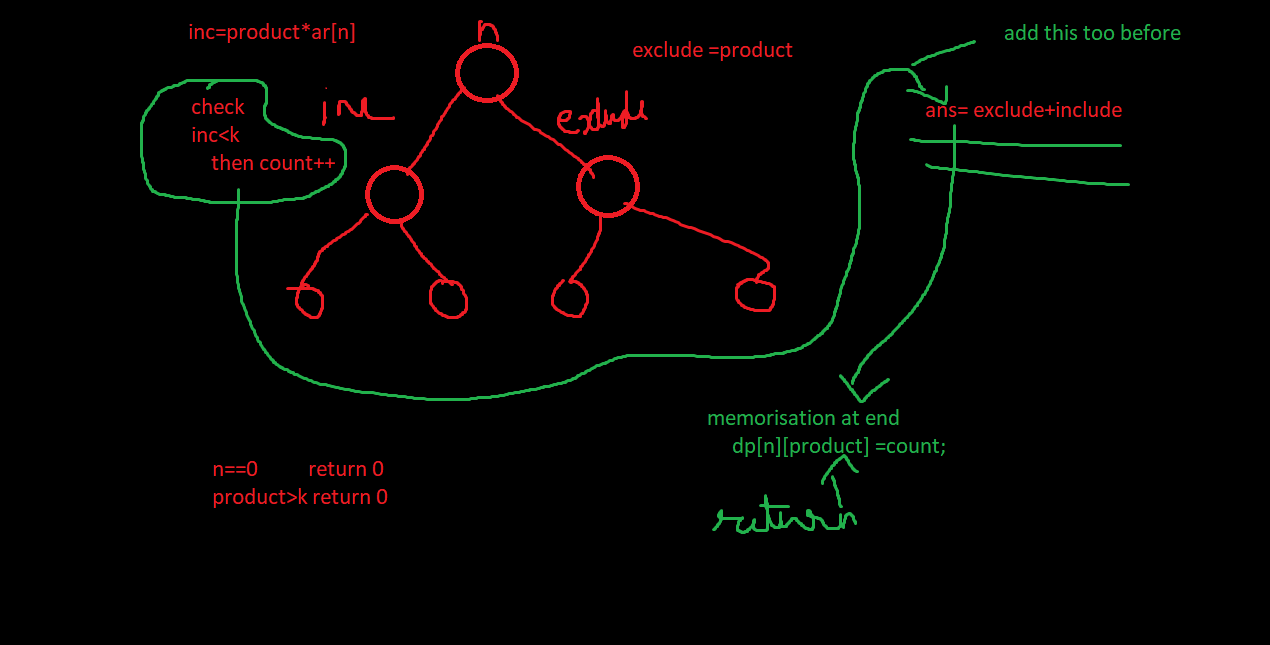 n
inc=product*ar[n]
add this too before
exclude =product
check
inc<k
then count++
inc
exclude
ans= exclude+include
memorisation at end
dp[n][product] =count;
n==0 return 0
product>k return 0
return